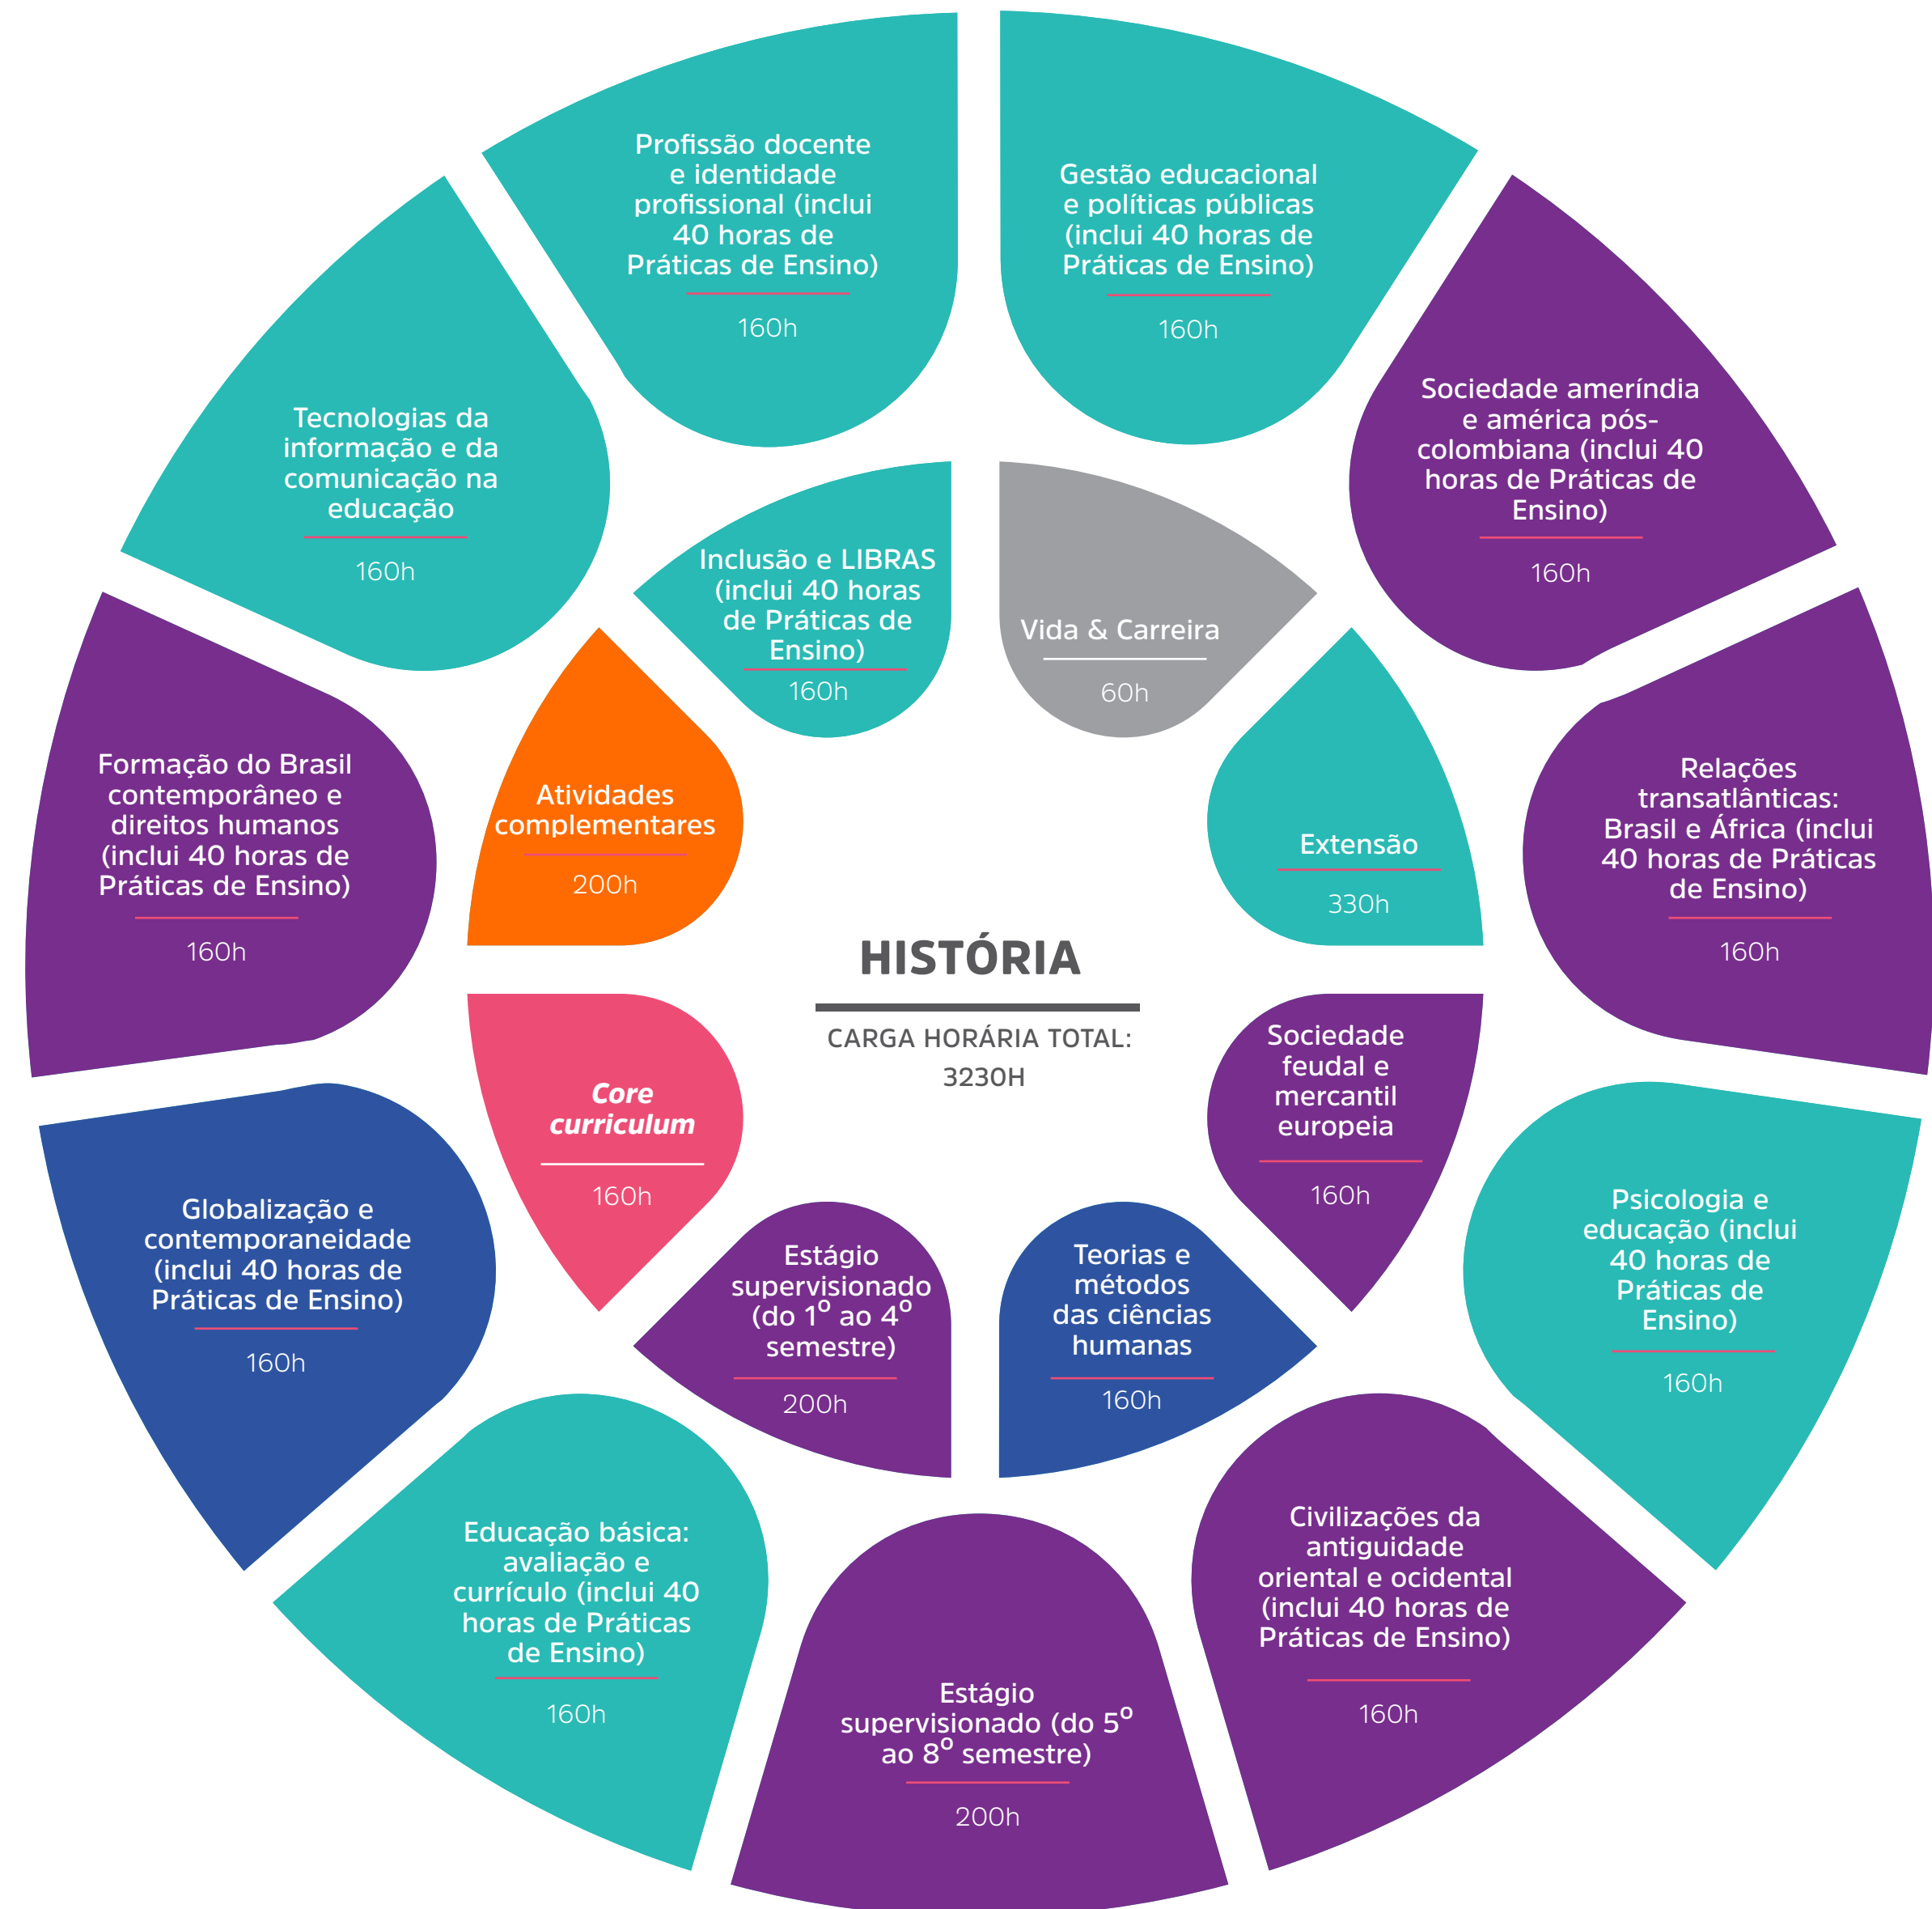 Profissão docente
e identidade
profissional (inclui
40 horas de
Práticas de Ensino)
160h
Gestão educacional
e políticas públicas
(inclui 40 horas de
Práticas de Ensino)
160h
Sociedade ameríndia
e américa pós-
colombiana (inclui 40
horas de Práticas de
Ensino)
160h
Relações
transatlânticas:
Brasil e África (inclui
40 horas de Práticas
de Ensino)
160h
Psicologia e
educação (inclui
40 horas de
Práticas de
Ensino)
160h
Civilizações da
antiguidade
oriental e ocidental
(inclui 40 horas de
Práticas de Ensino)
160h
Estágio
supervisionado (do 5º
ao 8º semestre)
200h
Educação básica:
avaliação e
currículo (inclui 40
horas de Práticas
de Ensino)
160h
Globalização e
contemporaneidade
(inclui 40 horas de
Práticas de Ensino)
160h
Formação do Brasil
contemporâneo e
direitos humanos
(inclui 40 horas de
Práticas de Ensino)
160h
Tecnologias da
informação e da
comunicação na
educação
160h
Inclusão e LIBRAS
(inclui 40 horas
de Práticas de
Ensino)
160h
Vida & Carreira
60h
Extensão
330h
Sociedade
feudal e
mercantil
europeia
160h
Teorias e
métodos
das ciências
humanas
160h
Estágio
supervisionado
(do 1º ao 4º
semestre)
200h
Core
curriculum
160h
Atividades
complementares
200h
HISTÓRIA
CARGA HORÁRIA TOTAL:
3230H